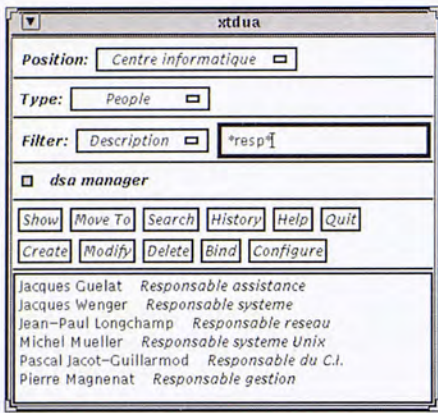 xtdua
Position: Centre informatique
Type: People
Filter: Description *resp*
dsa manager
Show Move To Search History Help Quit
Create Modify Delete Bind Configure
Jacques Guelat Responsable assistance
Jacques Wenger Responsable systeme
Jean-Paul Longchamp Responsable reseau
Michel Mueller Responsable systeme Unix
Pascal Jacot-Guillarmod Responsable du C.I.
Pierre Magnenat Responsable gestion